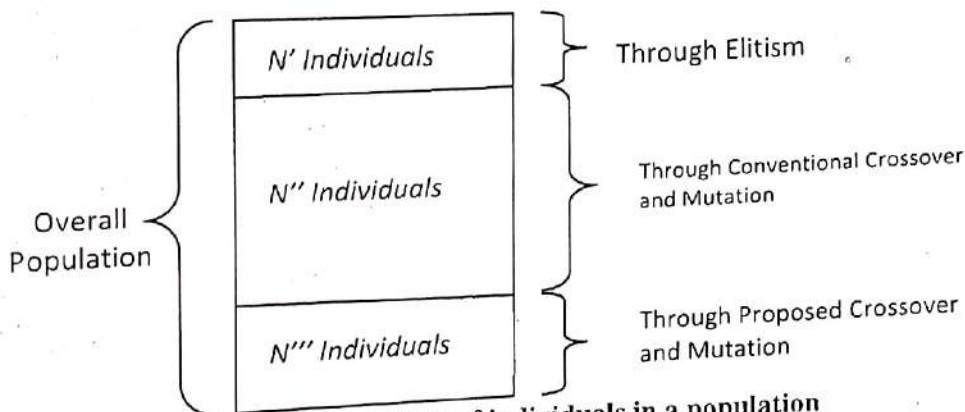 N' Individuals
Through Elitism
N'' Individuals
Through Conventional Crossover
and Mutation
Overall
Population
N''' Individuals
Through Proposed Crossover
and Mutation
individuals in a population